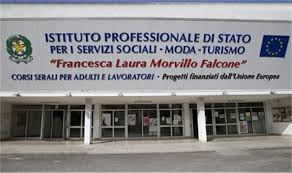 ISTITUTO PROFESSIONALE DI STATO
PER I SERVIZI SOCIALI - MODA - TURISMO
"Francesca Laura Morvillo Falcone"
CORSI SERALI PER ADULTI E LAVORATORI - Progetti finanziati dall'Unione Europea